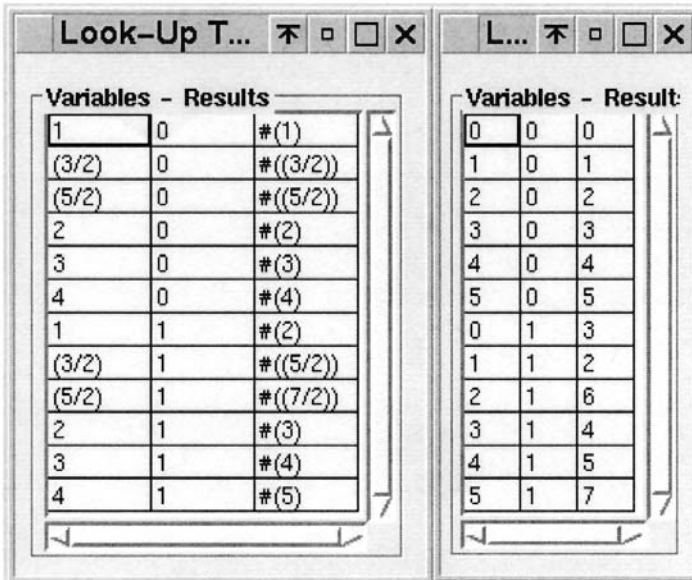 Look-Up T...
Variables - Results
1 0 #(1)
(3/2) 0 #((3/2))
(5/2) 0 #((5/2))
2 0 #(2)
3 0 #(3)
4 0 #(4)
1 1 #(2)
(3/2) 1 #((5/2))
(5/2) 1 #((7/2))
2 1 #(3)
3 1 #(4)
4 1 #(5)
L...
Variables - Result
0 0 0
1 0 1
2 0 2
3 0 3
4 0 4
5 0 5
0 1 3
1 1 2
2 1 6
3 1 4
4 1 5
5 1 7